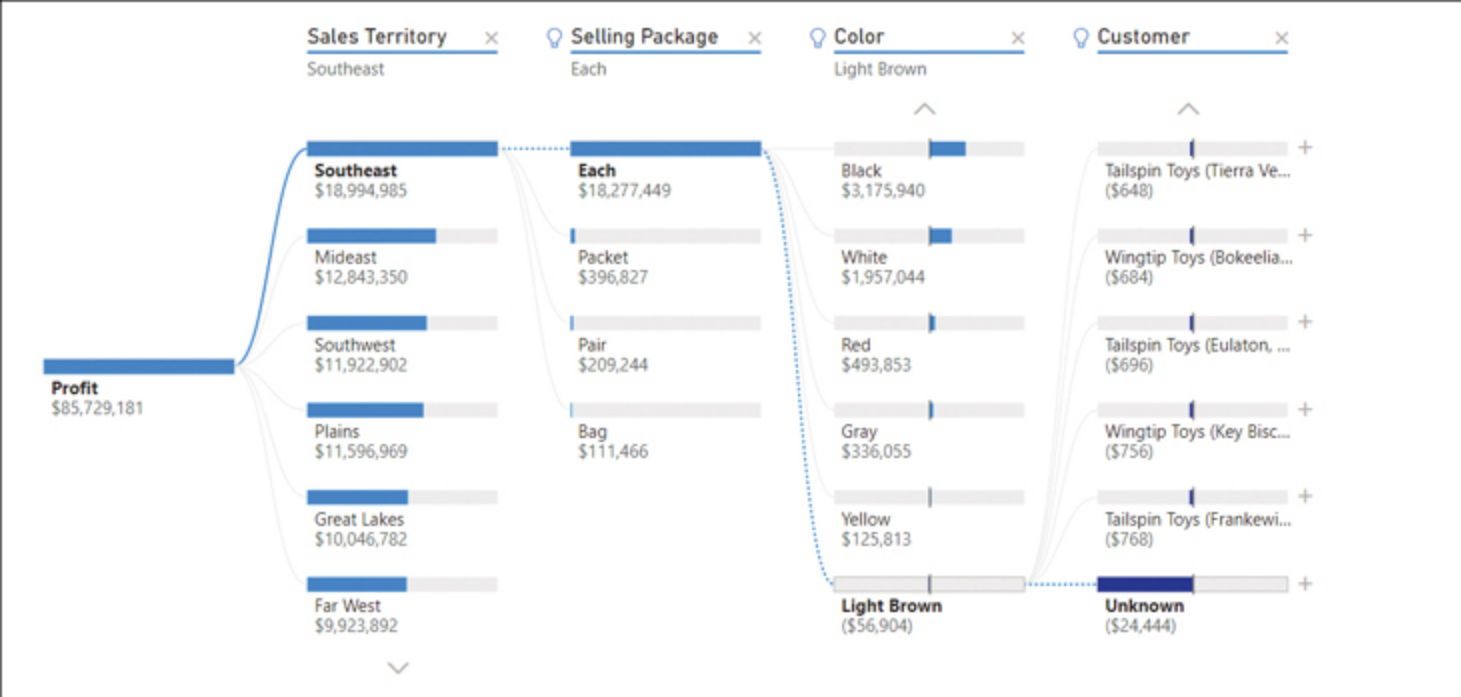 Sales Territory
Southeast
Selling Package
Each
Color
Light Brown
Customer
Profit
$85,729,181
Southeast
$18,994,985
Mideast
$12,843,350
Southwest
$11,922,902
Plains
$11,596,969
Great Lakes
$10,046,782
Far West
$9,923,892
Each
$18,277,449
Packet
$396,827
Pair
$209,244
Bag
$111,466
Black
$3,175,940
White
$1,957,044
Red
$493,853
Gray
$336,055
Yellow
$125,813
Light Brown
($56,904)
Tailspin Toys (Tierra Ve...
($648)
Wingtip Toys (Bokeelia...
($684)
Tailspin Toys (Eulaton, ...
($696)
Wingtip Toys (Key Bisc...
($756)
Tailspin Toys (Frankewi...
($768)
Unknown
($24,444)